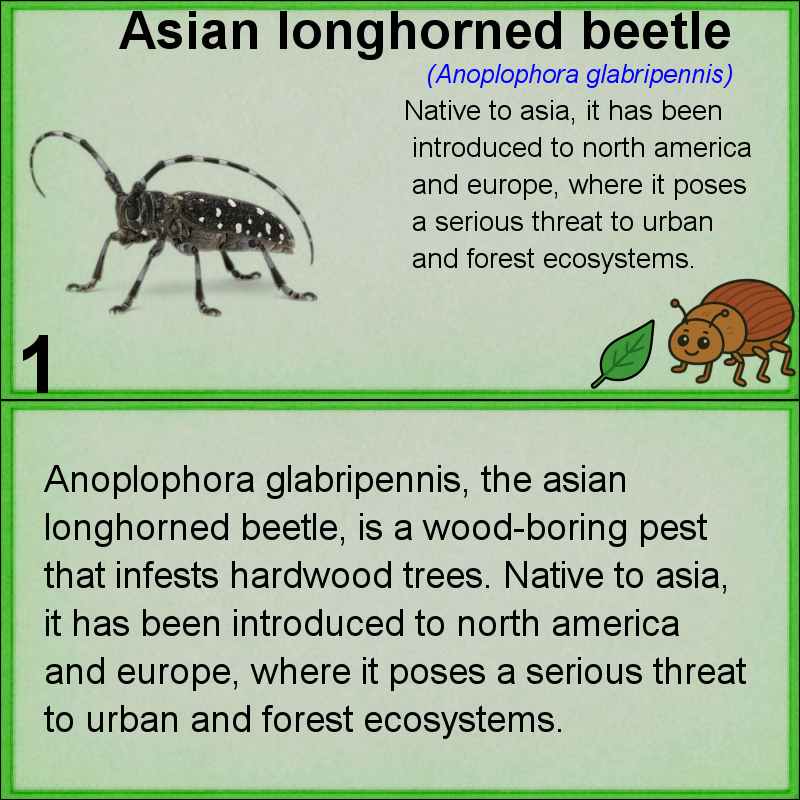 Asian longhorned beetle
(Anoplophora glabripennis)
Native to asia, it has been
introduced to north america
and europe, where it poses
a serious threat to urban
and forest ecosystems.
1
Anoplophora glabripennis, the asian
longhorned beetle, is a wood-boring pest
that infests hardwood trees. Native to asia,
it has been introduced to north america
and europe, where it poses a serious threat
to urban and forest ecosystems.